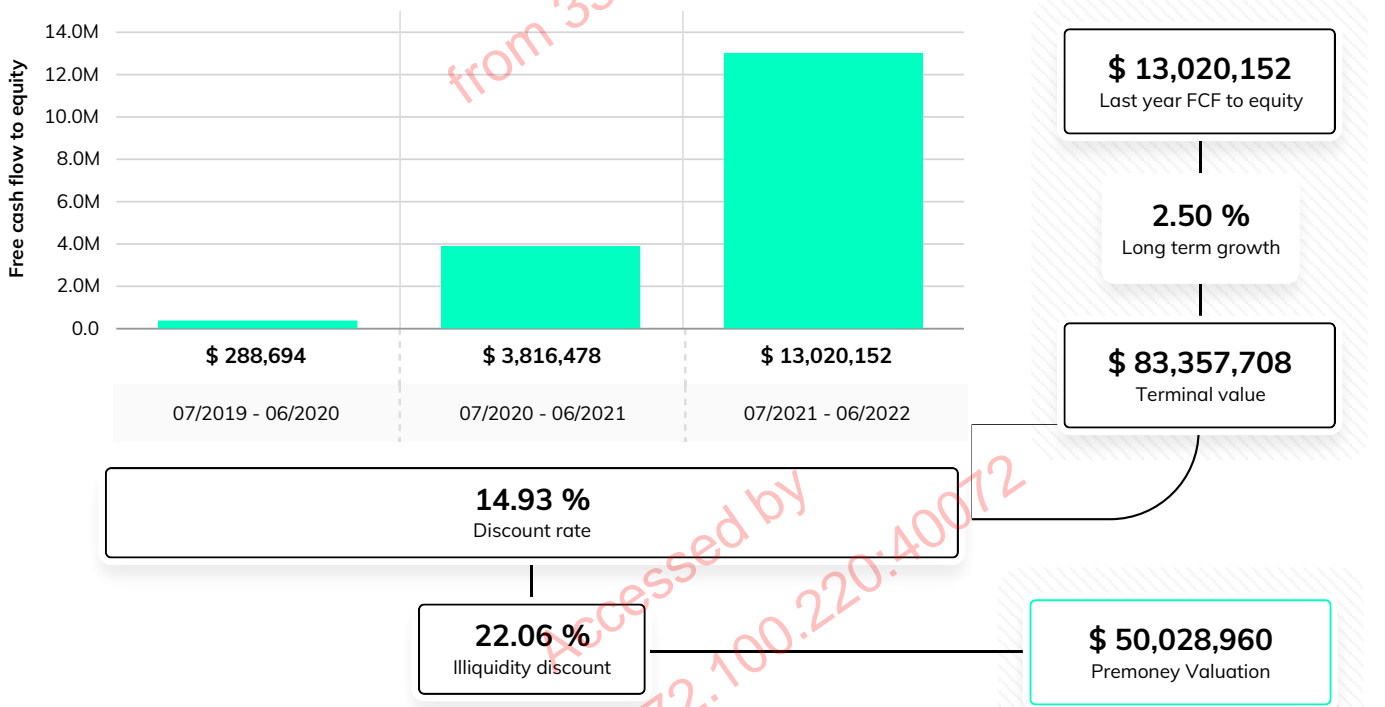 Free cash flow to equity
14.0M
12.0M
10.0M
8.0M
6.0M
4.0M
2.0M
0.0
$ 288,694
$ 3,816,478
$ 13,020,152
07/2019 - 06/2020
07/2020 - 06/2021
07/2021 - 06/2022
$ 13,020,152
Last year FCF to equity
2.50 %
Long term growth
$ 83,357,708
Terminal value
14.93 %
Discount rate
22.06 %
Illiquidity discount
$ 50,028,960
Premoney Valuation
Accessed by
72.100.220:40072
from 35